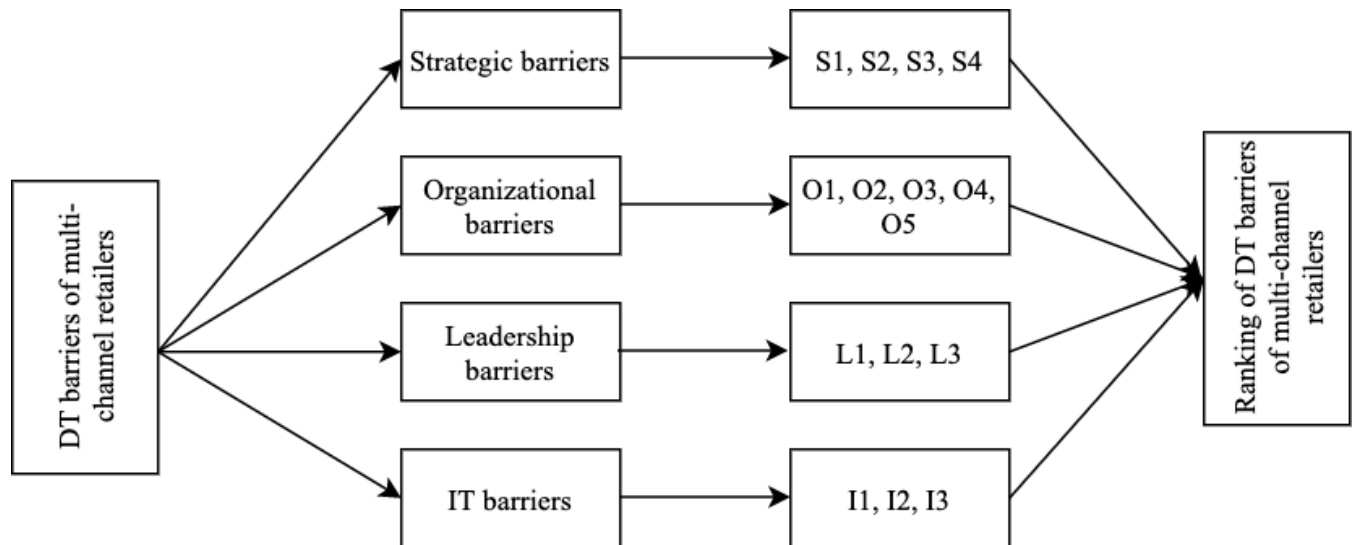 DT barriers of multi-
channel retailers
Strategic barriers
S1, S2, S3, S4
Organizational
barriers
O1, O2, O3, O4,
O5
Leadership
barriers
L1, L2, L3
IT barriers
I1, I2, I3
Ranking of DT barriers
of multi-channel
retailers